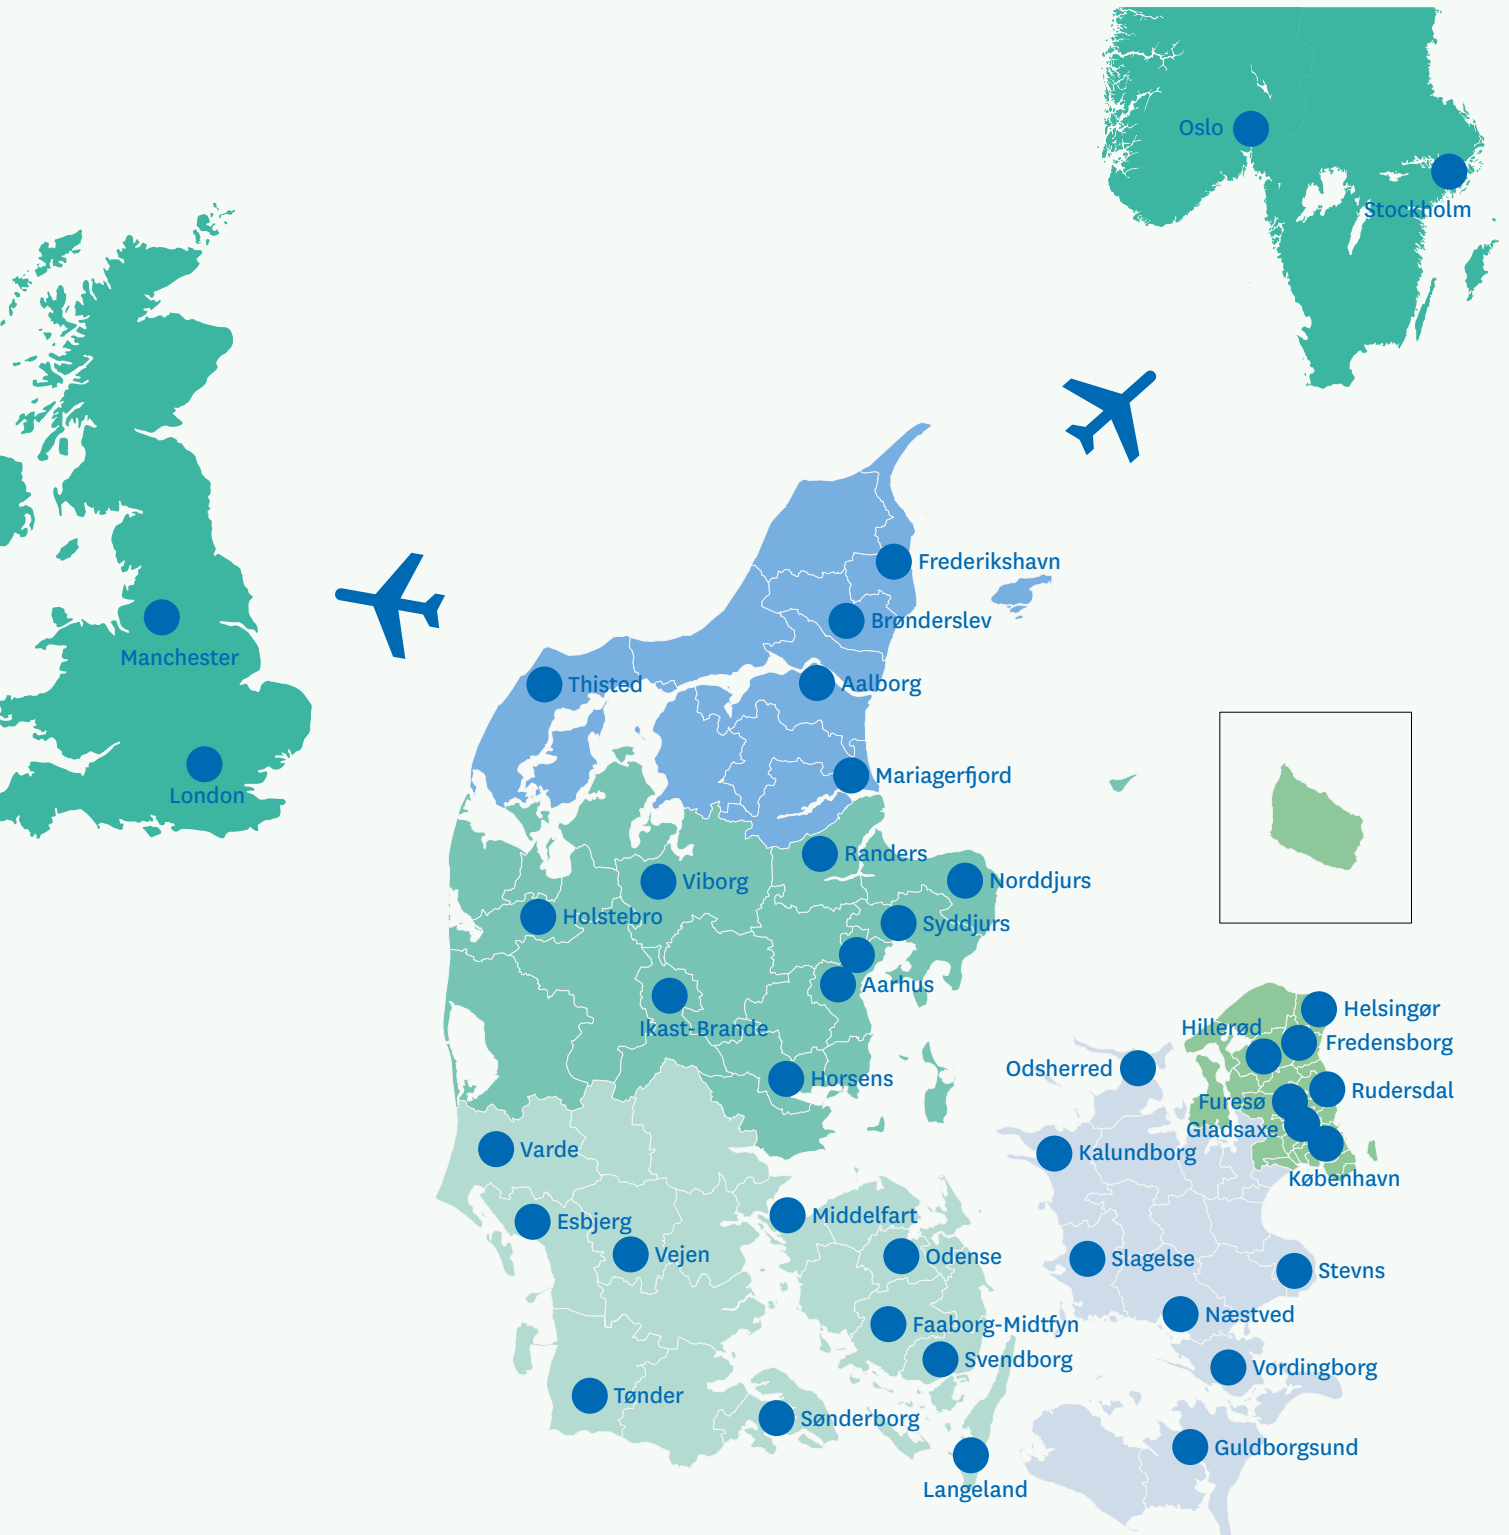 Oslo
Stockholm
Frederikshavn
Brønderslev
Manchester
Thisted
Aalborg
London
Mariagerfjord
Randers
Viborg
Norddjurs
Holstebro
Syddjurs
Aarhus
Ikast-Brande
Helsingør
Hillerød
Fredensborg
Odsherred
Horsens
Rudersdal
Furesø
Gladsaxe
Varde
Kalundborg
København
Middelfart
Esbjerg
Vejen
Odense
Slagelse
Stevns
Næstved
Faaborg-Midtfyn
Svendborg
Vordingborg
Tønder
Sønderborg
Guldborgsund
Langeland